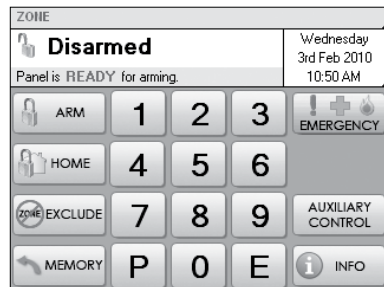 ZONE
Disarmed
Panel is READY for arming.
Wednesday
3rd Feb 2010
10:50 AM
ARM 1 2 3 EMERGENCY
HOME 4 5 6
ZONE EXCLUDE 7 8 9 AUXILIARY
CONTROL
MEMORY P 0 E i INFO